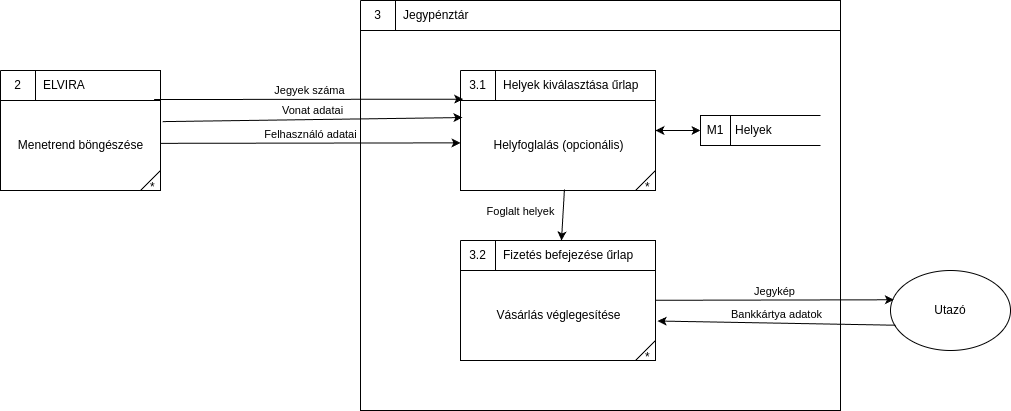 3 Jegypénztár
2 ELVIRA
Menetrend böngészése
*
Jegyek száma
Vonat adatai
Felhasználó adatai
3.1 Helyek kiválasztása űrlap
Helyfoglalás (opcionális)
*
M1 Helyek
Foglalt helyek
3.2 Fizetés befejezése űrlap
Vásárlás véglegesítése
*
Jegykép
Bankkártya adatok
Utazó